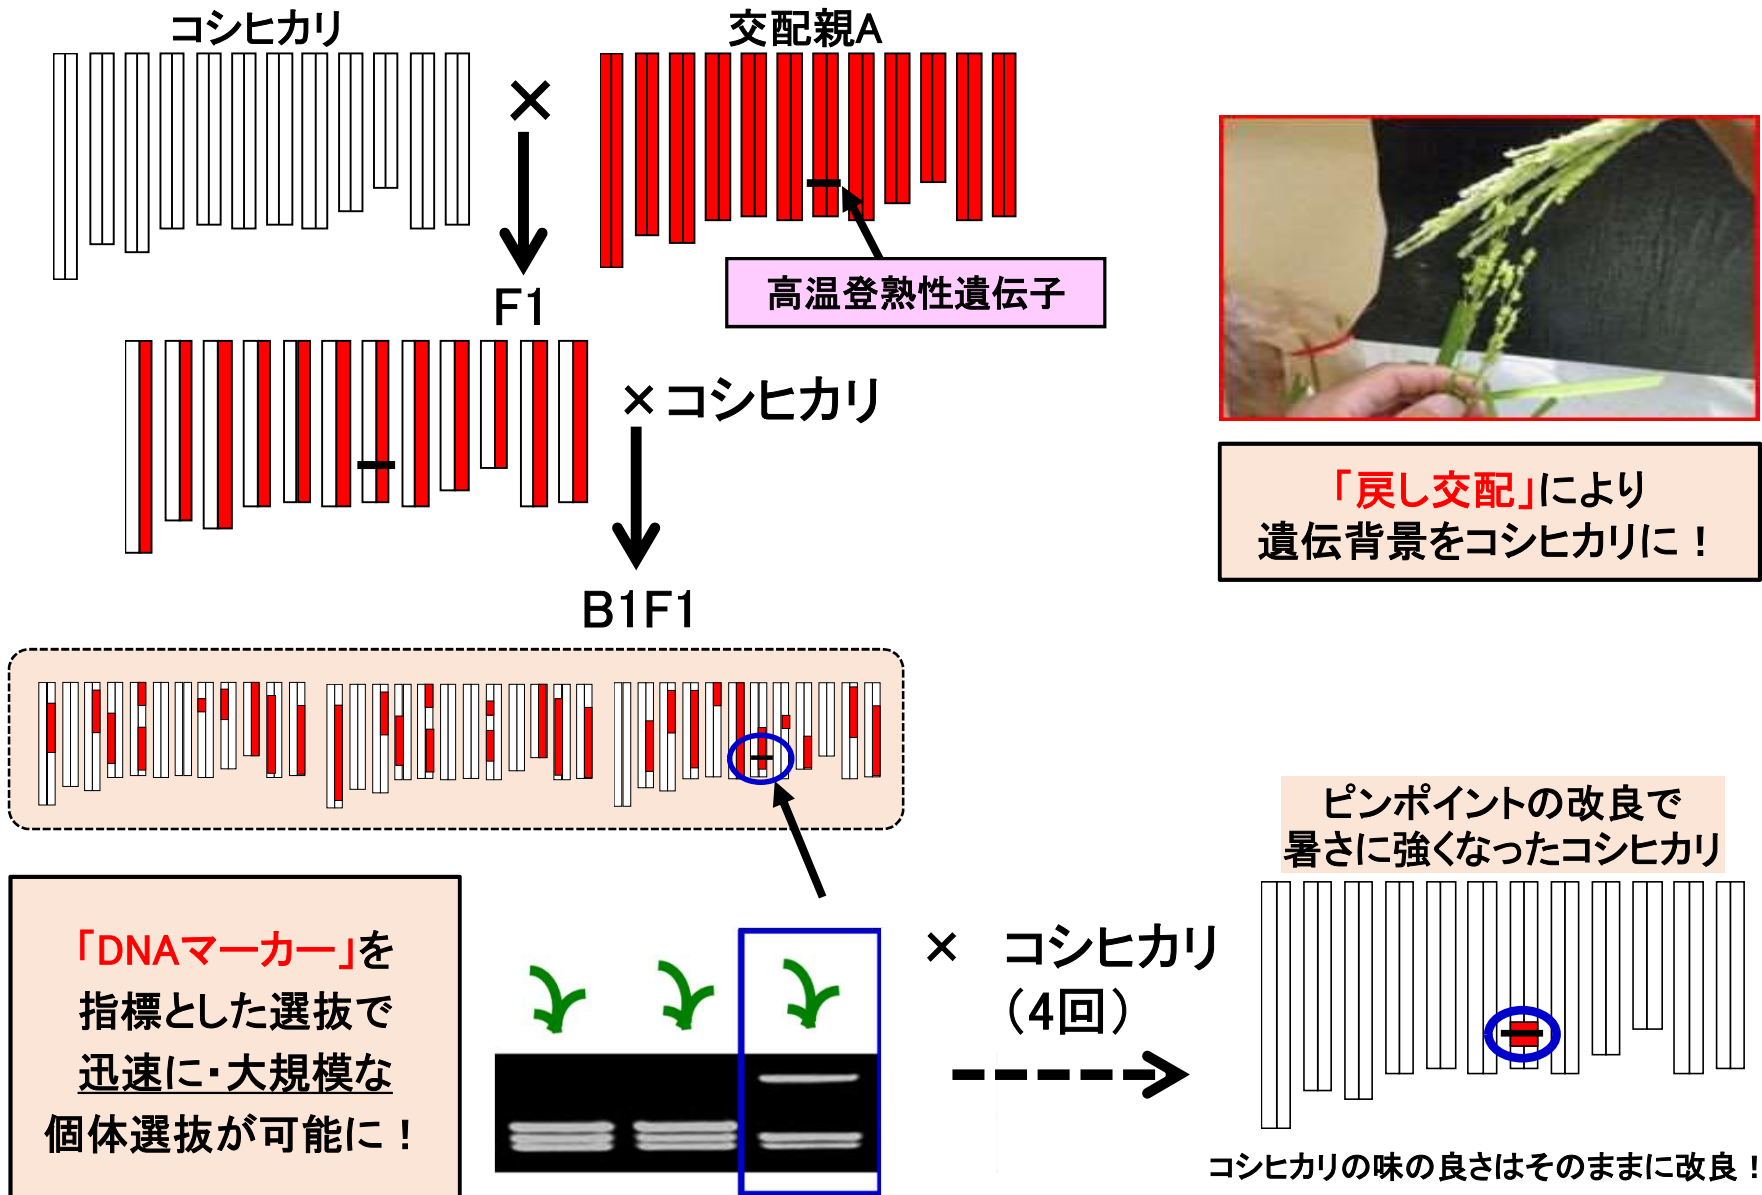 コシヒカリ
交配親A
×
高温登熟性遺伝子
F1
×コシヒカリ
「戻し交配」により
遺伝背景をコシヒカリに！
B1F1
「DNAマーカー」を
指標とした選抜で
迅速に・大規模な
個体選抜が可能に！
× コシヒカリ
（4回）
ピンポイントの改良で
暑さに強くなったコシヒカリ
コシヒカリの味の良さはそのままに改良！